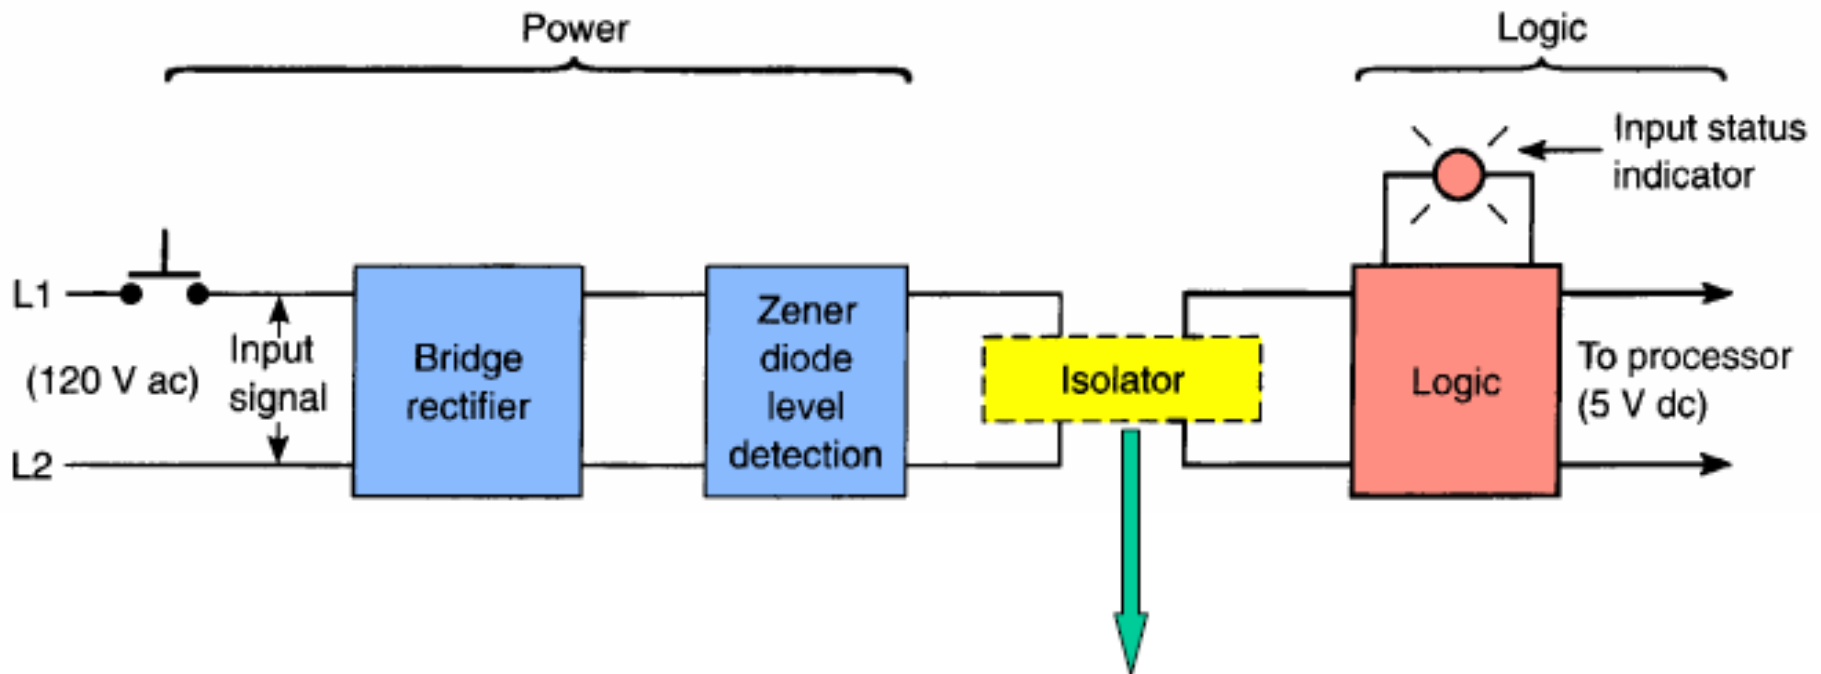 Power
Logic
Input status
indicator
L1
(120 V ac)
L2
Input
signal
Bridge
rectifier
Zener
diode
level
detection
Isolator
Logic
To processor
(5 V dc)